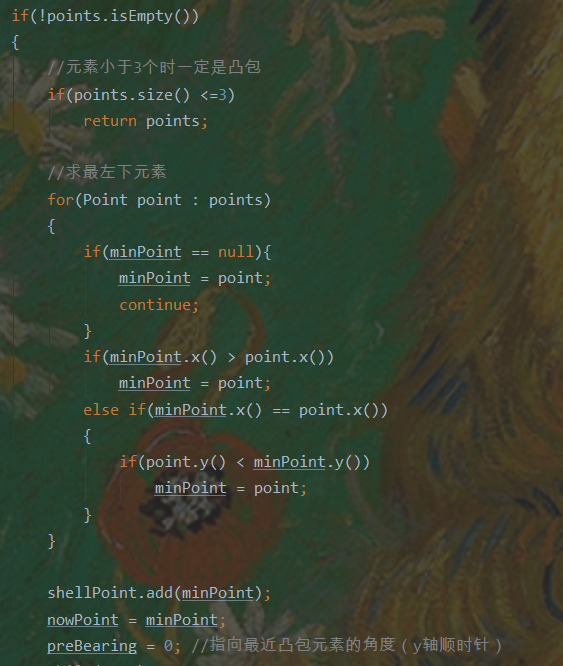 if(!points.isEmpty())
{
//元素小于3个时一定是凸包
if(points.size() <=3)
return points;
//求最左下元素
for(Point point : points)
{
if(minPoint == null){
minPoint = point;
continue;
}
if(minPoint.x() > point.x())
minPoint = point;
else if(minPoint.x() == point.x())
{
if(point.y() < minPoint.y())
minPoint = point;
}
}
shellPoint.add(minPoint);
nowPoint = minPoint;
preBearing = 0; //指向最近凸包元素的角度（y轴顺时针）